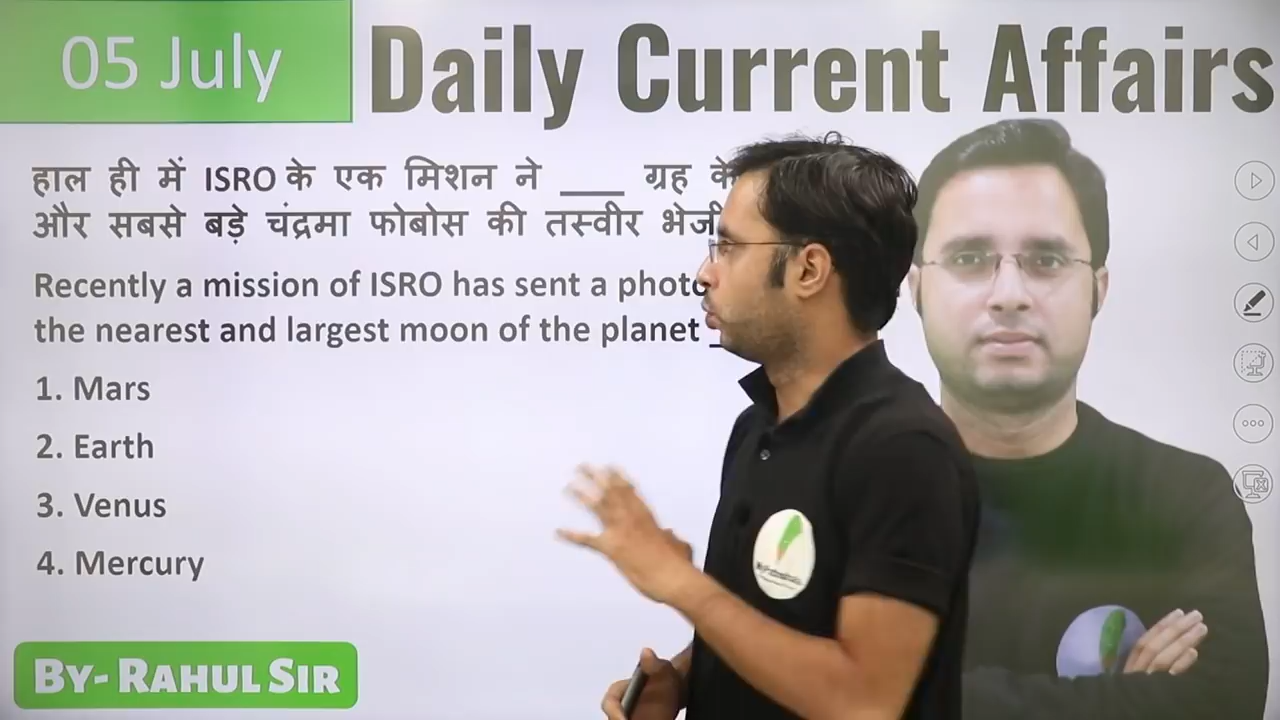 05 July
Daily Current Affairs
हाल ही में ISRO के एक मिशन ने ___ ग्रह के
और सबसे बड़े चंद्रमा फोबोस की तस्वीर भेजी
Recently a mission of ISRO has sent a photo
the nearest and largest moon of the planet _
1. Mars
2. Earth
3. Venus
4. Mercury
By- Rahul Sir